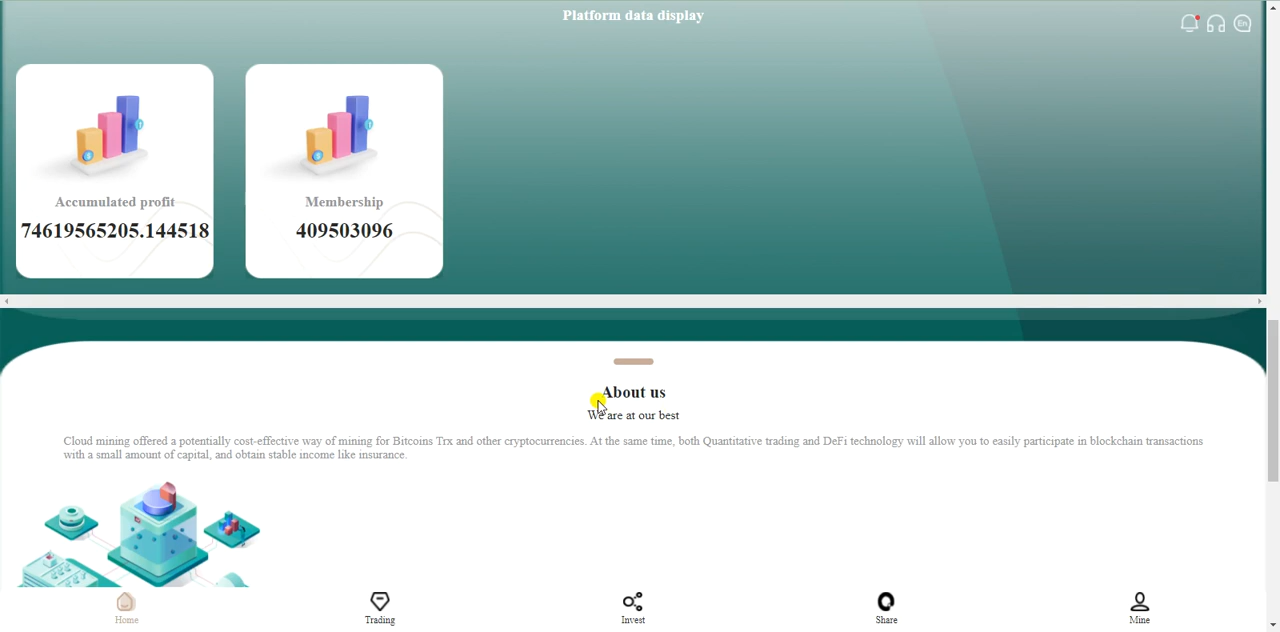 Platform data display
En
Accumulated profit
74619565205.144518
Membership
409503096
About us
We are at our best
Cloud mining offered a potentially cost-effective way of mining for Bitcoins Trx and other cryptocurrencies. At the same time, both Quantitative trading and DeFi technology will allow you to easily participate in blockchain transactions
with a small amount of capital, and obtain stable income like insurance.
Home
Trading
Invest
Share
Mine